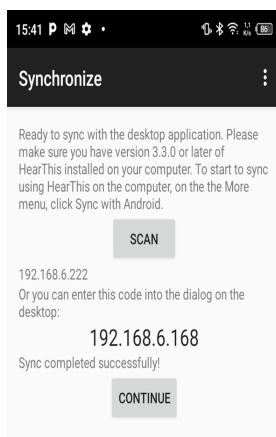 15:41
1,1
K/s
86
Synchronize
Ready to sync with the desktop application. Please
make sure you have version 3.3.0 or later of
HearThis installed on your computer. To start to sync
using HearThis on the computer, on the the More
menu, click Sync with Android.
SCAN
192.168.6.222
Or you can enter this code into the dialog on the
desktop:
192.168.6.168
Sync completed successfully!
CONTINUE